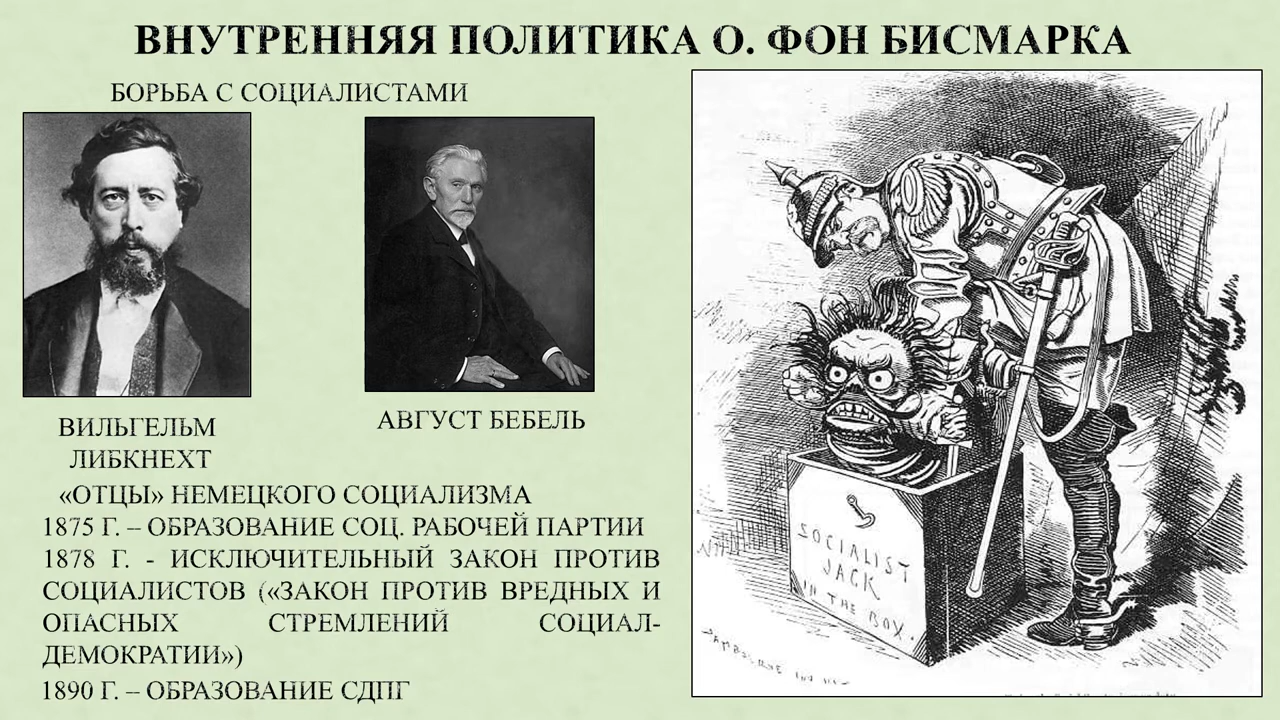 ВНУТРЕННЯЯ ПОЛИТИКА О. ФОН БИСМАРКА
БОРЬБА С СОЦИАЛИСТАМИ
ВИЛЬГЕЛЬМ
ЛИБКНЕХТ
АВГУСТ БЕБЕЛЬ
«ОТЦЫ» НЕМЕЦКОГО СОЦИАЛИЗМА
1875 Г. – ОБРАЗОВАНИЕ СОЦ. РАБОЧЕЙ ПАРТИИ
1878 Г. - ИСКЛЮЧИТЕЛЬНЫЙ ЗАКОН ПРОТИВ
СОЦИАЛИСТОВ («ЗАКОН ПРОТИВ ВРЕДНЫХ И
ОПАСНЫХ СТРЕМЛЕНИЙ СОЦИАЛ-
ДЕМОКРАТИИ»)
1890 Г. – ОБРАЗОВАНИЕ СДПГ
SOCIALIST
JACK
IN THE BOX.